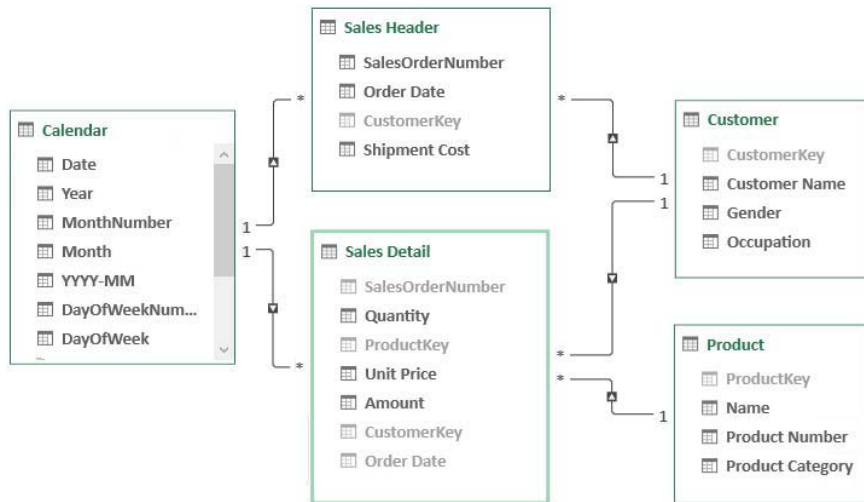 Sales Header
SalesOrderNumber
Order Date
CustomerKey
Shipment Cost
*
*
Calendar
Date
Year
MonthNumber
Month
YYYY-MM
DayOfWeekNum...
DayOfWeek
1
1
Customer
CustomerKey
Customer Name
Gender
Occupation
1
1
Sales Detail
SalesOrderNumber
Quantity
ProductKey
Unit Price
Amount
CustomerKey
Order Date
*
*
*
Product
ProductKey
Name
Product Number
Product Category
1